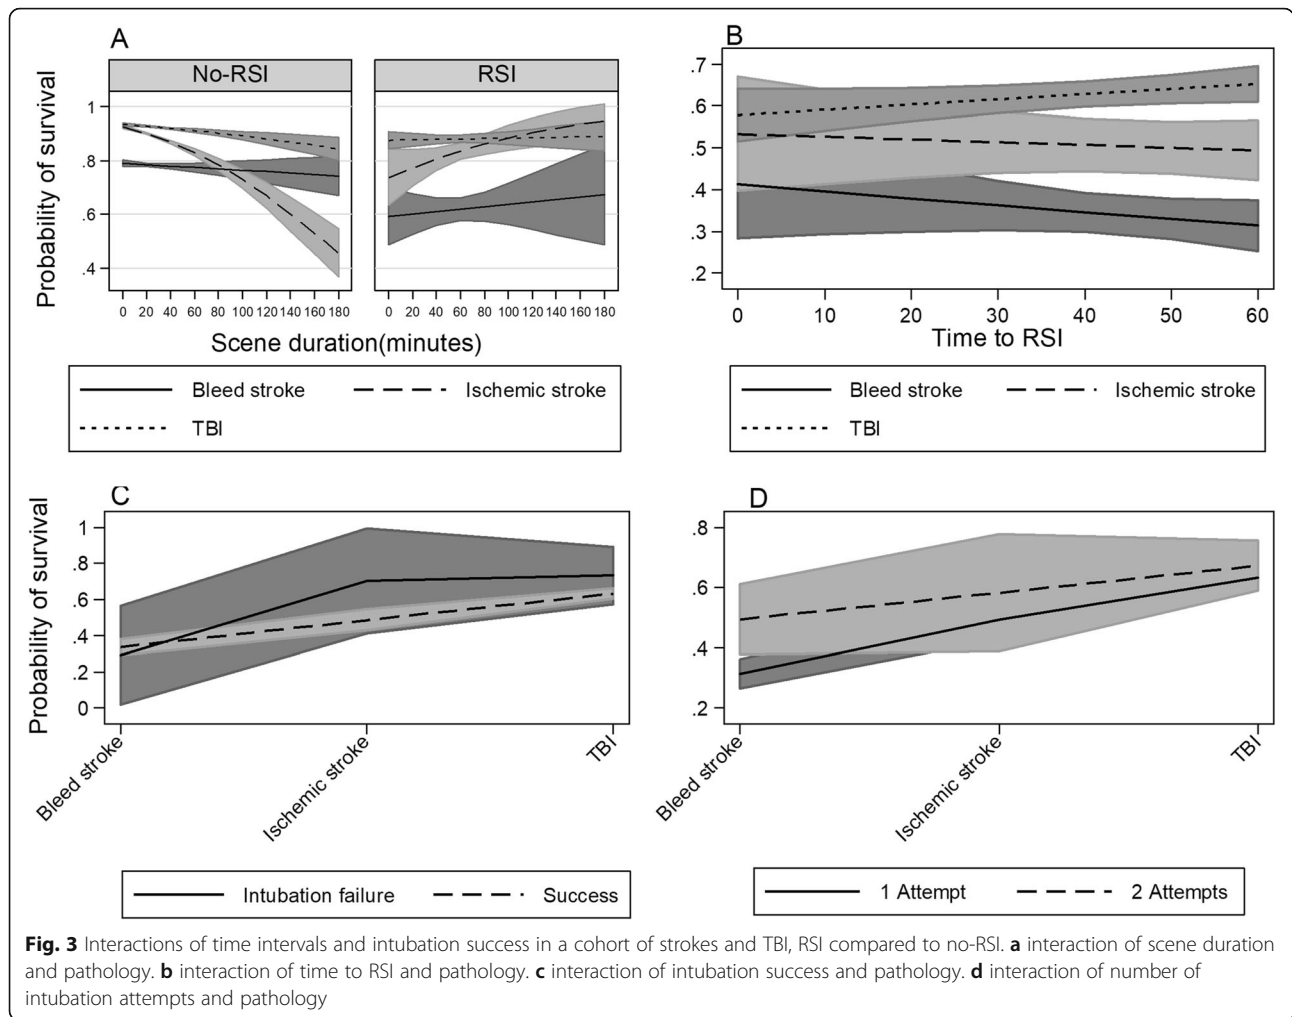 A
No-RSI
RSI
Probability of survival
1
.8
.6
.4
0 20 40 60 80 100 120 140 160 180
0 20 40 60 80 100 120 140 160 180
Scene duration(minutes)
Bleed stroke
Ischemic stroke
TBI
B
.7
.6
.5
.4
.3
.2
0 10 20 30 40 50 60
Time to RSI
Bleed stroke
Ischemic stroke
TBI
C
Probability of survival
1
.8
.6
.4
.2
0
Bleed stroke
Ischemic stroke
TBI
Intubation failure
Success
D
.8
.6
.4
.2
Bleed stroke
Ischemic stroke
TBI
1 Attempt
2 Attempts
Fig. 3 Interactions of time intervals and intubation success in a cohort of strokes and TBI, RSI compared to no-RSI. a interaction of scene duration
and pathology. b interaction of time to RSI and pathology. c interaction of intubation success and pathology. d interaction of number of
intubation attempts and pathology